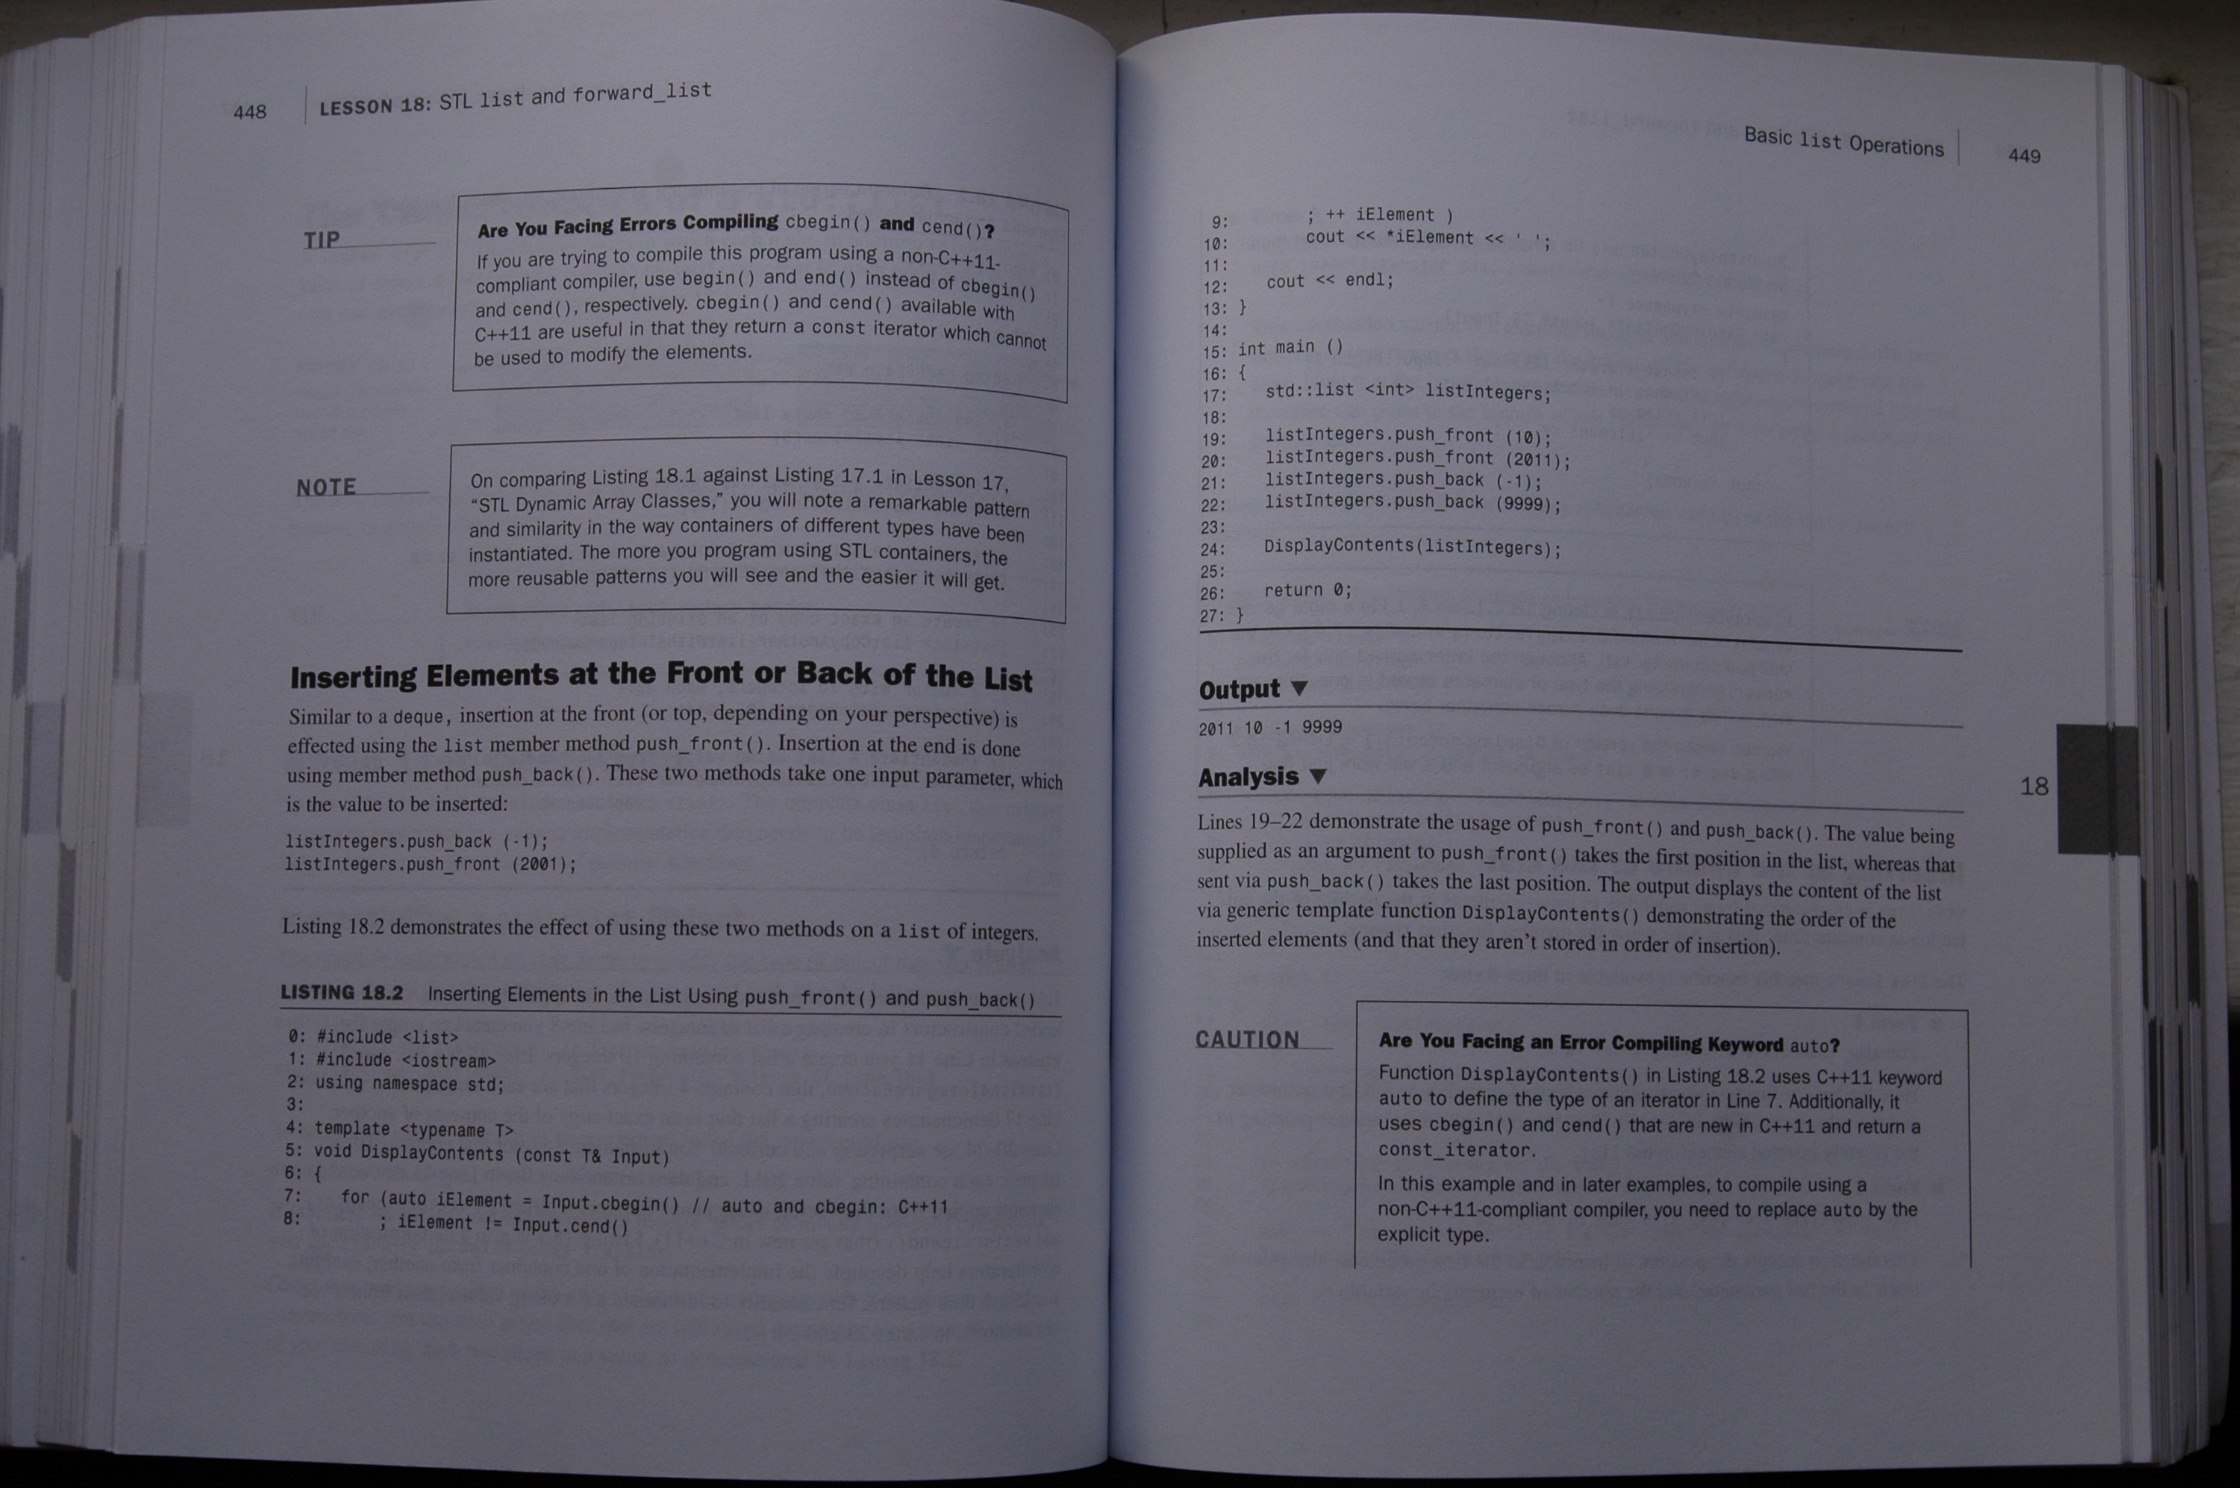 448 LESSON 18: STL list and forward_list
TIP
Are You Facing Errors Compiling cbegin() and cend()?
If you are trying to compile this program using a non-C++11-
compliant compiler, use begin() and end() instead of cbegin()
and cend(), respectively. cbegin() and cend() available with
C++11 are useful in that they return a const iterator which cannot
be used to modify the elements.
NOTE
On comparing Listing 18.1 against Listing 17.1 in Lesson 17,
“STL Dynamic Array Classes,” you will note a remarkable pattern
and similarity in the way containers of different types have been
instantiated. The more you program using STL containers, the
more reusable patterns you will see and the easier it will get.
Inserting Elements at the Front or Back of the List
Similar to a deque, insertion at the front (or top, depending on your perspective) is
effected using the list member method push_front(). Insertion at the end is done
using member method push_back(). These two methods take one input parameter, which
is the value to be inserted:
listIntegers.push_back (-1);
listIntegers.push_front (2001);
Listing 18.2 demonstrates the effect of using these two methods on a list of integers.
LISTING 18.2 Inserting Elements in the List Using push_front() and push_back()
0: #include <list>
1: #include <iostream>
2: using namespace std;
3:
4: template <typename T>
5: void DisplayContents (const T& Input)
6: {
7: for (auto iElement = Input.cbegin() // auto and cbegin: C++11
8: ; iElement != Input.cend()
Basic list Operations 449
9: ; ++ iElement )
10: cout << *iElement << ' ';
11:
12: cout << endl;
13: }
14:
15: int main ()
16: {
17: std::list <int> listIntegers;
18:
19: listIntegers.push_front (10);
20: listIntegers.push_front (2011);
21: listIntegers.push_back (-1);
22: listIntegers.push_back (9999);
23:
24: DisplayContents(listIntegers);
25:
26: return 0;
27: }
Output ▼
2011 10 -1 9999
Analysis ▼
18
Lines 19–22 demonstrate the usage of push_front() and push_back(). The value being
supplied as an argument to push_front() takes the first position in the list, whereas that
sent via push_back() takes the last position. The output displays the content of the list
via generic template function DisplayContents() demonstrating the order of the
inserted elements (and that they aren’t stored in order of insertion).
CAUTION
Are You Facing an Error Compiling Keyword auto?
Function DisplayContents() in Listing 18.2 uses C++11 keyword
auto to define the type of an iterator in Line 7. Additionally, it
uses cbegin() and cend() that are new in C++11 and return a
const_iterator.
In this example and in later examples, to compile using a
non-C++11-compliant compiler, you need to replace auto by the
explicit type.